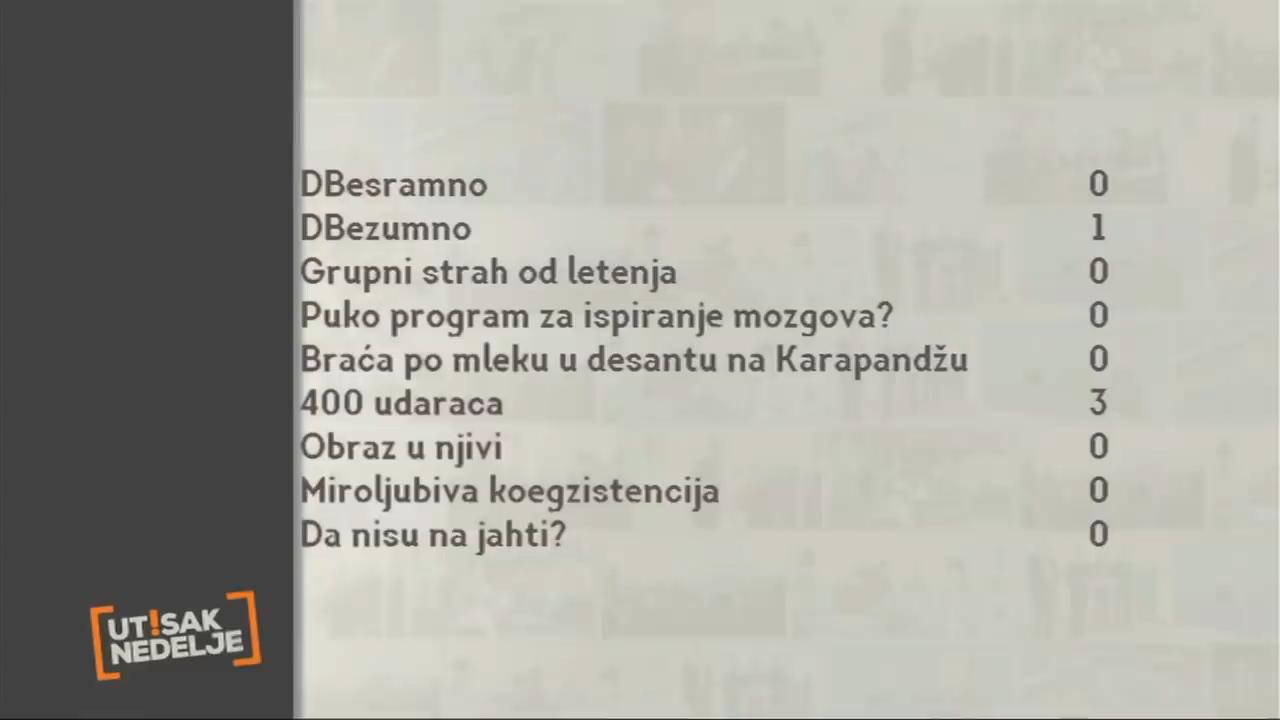 DBesramno 0
DBezumno 1
Grupni strah od letenja 0
Puko program za ispiranje mozgova? 0
Braća po mleku u desantu na Karapandžu 0
400 udaraca 3
Obraz u njivi 0
Miroljubiva koegzistencija 0
Da nisu na jahti? 0
UT!SAK
NEDELJE